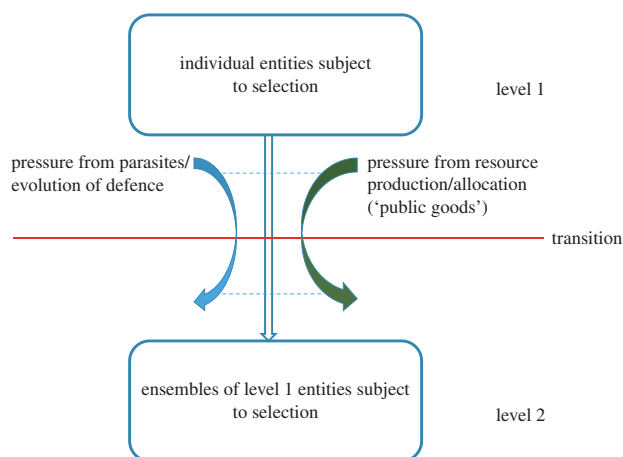 individual entities subject
to selection
level 1
pressure from parasites/
evolution of defence
pressure from resource
production/allocation
(‘public goods’)
transition
ensembles of level 1 entities subject
to selection
level 2